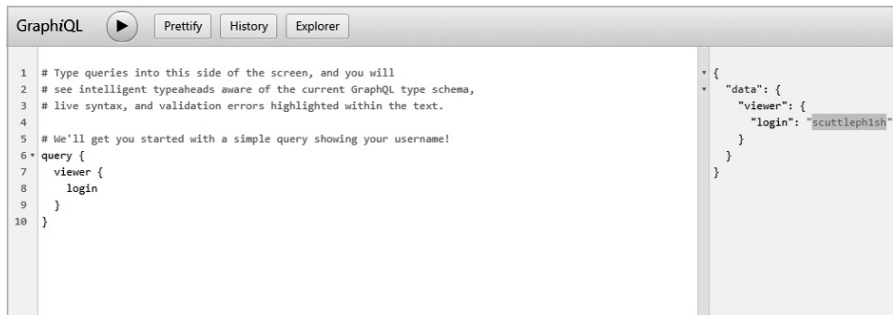 GraphiQL Prettify History Explorer
1 # Type queries into this side of the screen, and you will
2 # see intelligent typeaheads aware of the current GraphQL type schema,
3 # live syntax, and validation errors highlighted within the text.
4
5 # We'll get you started with a simple query showing your username!
6 query {
7 viewer {
8 login
9 }
10 }
{
"data": {
"viewer": {
"login": "scuttleph1sh"
}
}
}